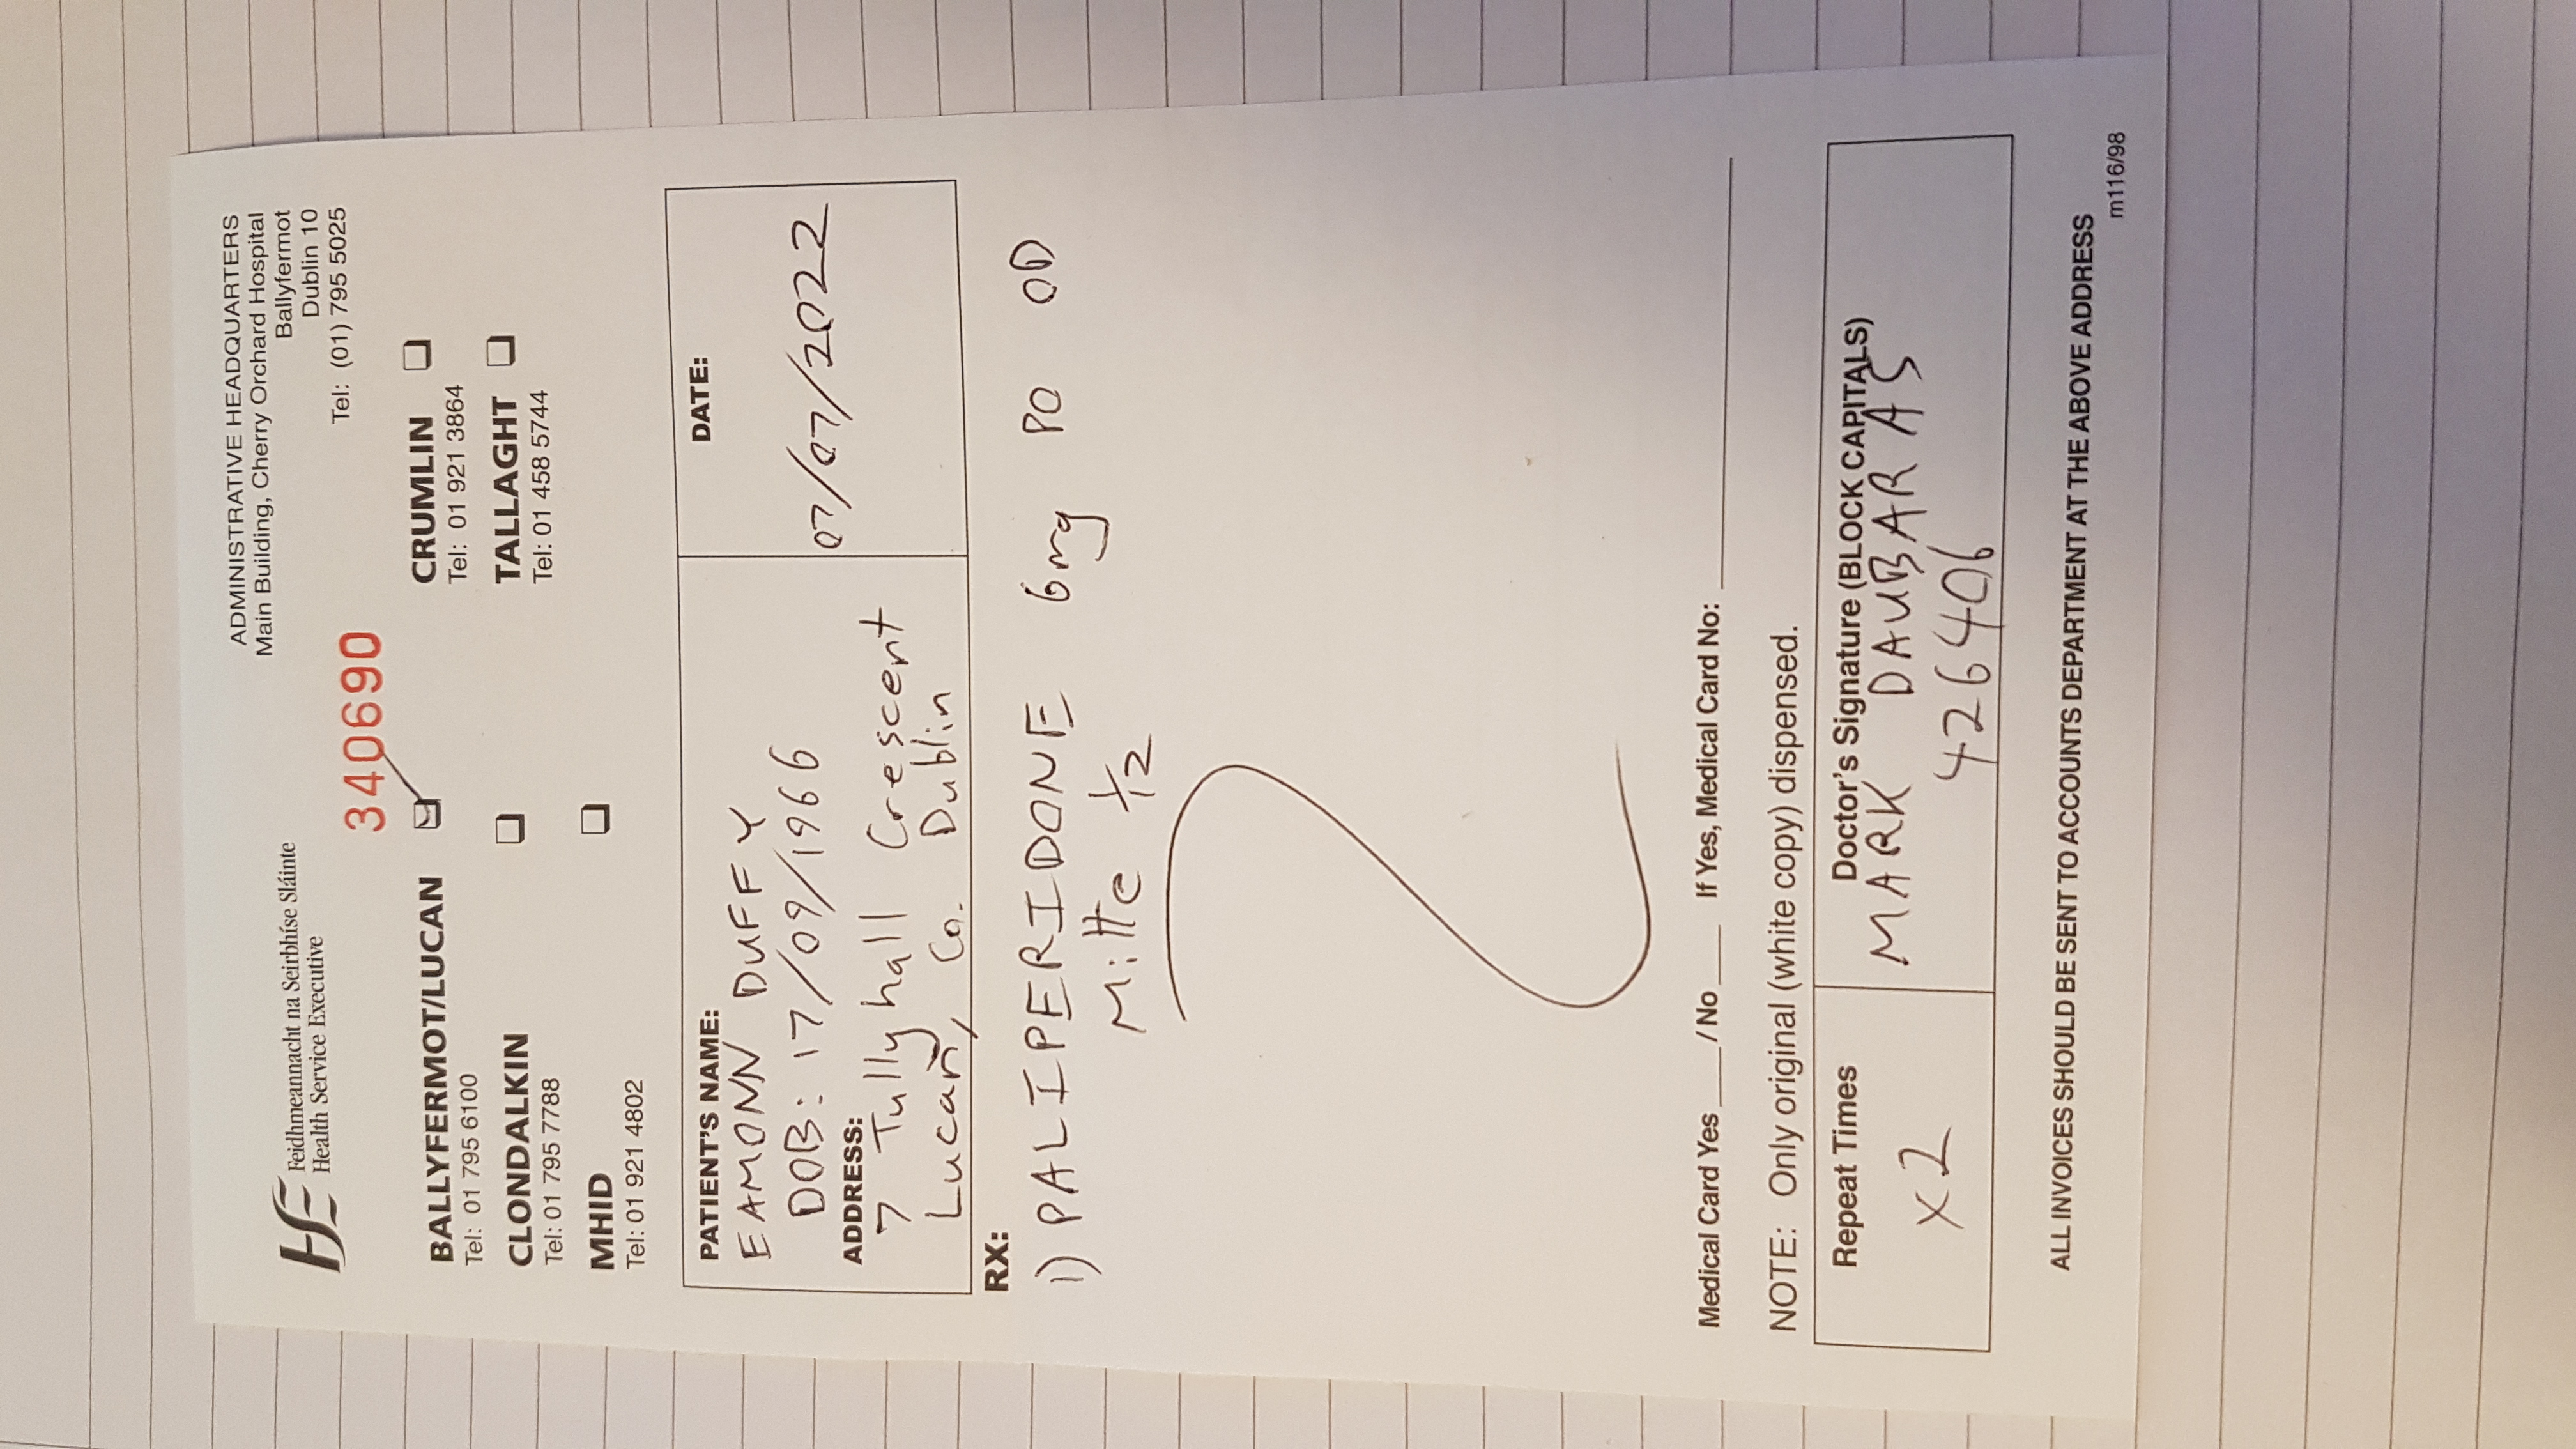 ADMINISTRATIVE HEADQUARTERS
Main Building, Cherry Orchard Hospital
Ballyfermot
Dublin 10
Tel: (01) 795 5025
HSE Feidhmeannacht na Seirbhíse Sláinte
Health Service Executive
340690
BALLYFERMOT/LUCAN
Tel: 01 795 6100
CRUMLIN
Tel: 01 921 3864
CLONDALKIN
Tel: 01 795 7788
TALLAGHT
Tel: 01 458 5744
MHID
Tel: 01 921 4802
PATIENT'S NAME:
EAMONN DUFFY
DOB: 17/09/1966
ADDRESS:
7 Tullyhall Crescent
Lucan, Co. Dublin
DATE:
07/07/2022
RX:
1) PALIPERIDONE 6mg PO OD
Mitte 1/12
Medical Card Yes ____ / No ____ If Yes, Medical Card No: ____
NOTE: Only original (white copy) dispensed.
Repeat Times
x2
Doctor's Signature (BLOCK CAPITALS)
MARK DAUBARAS
426406
ALL INVOICES SHOULD BE SENT TO ACCOUNTS DEPARTMENT AT THE ABOVE ADDRESS
m116/98